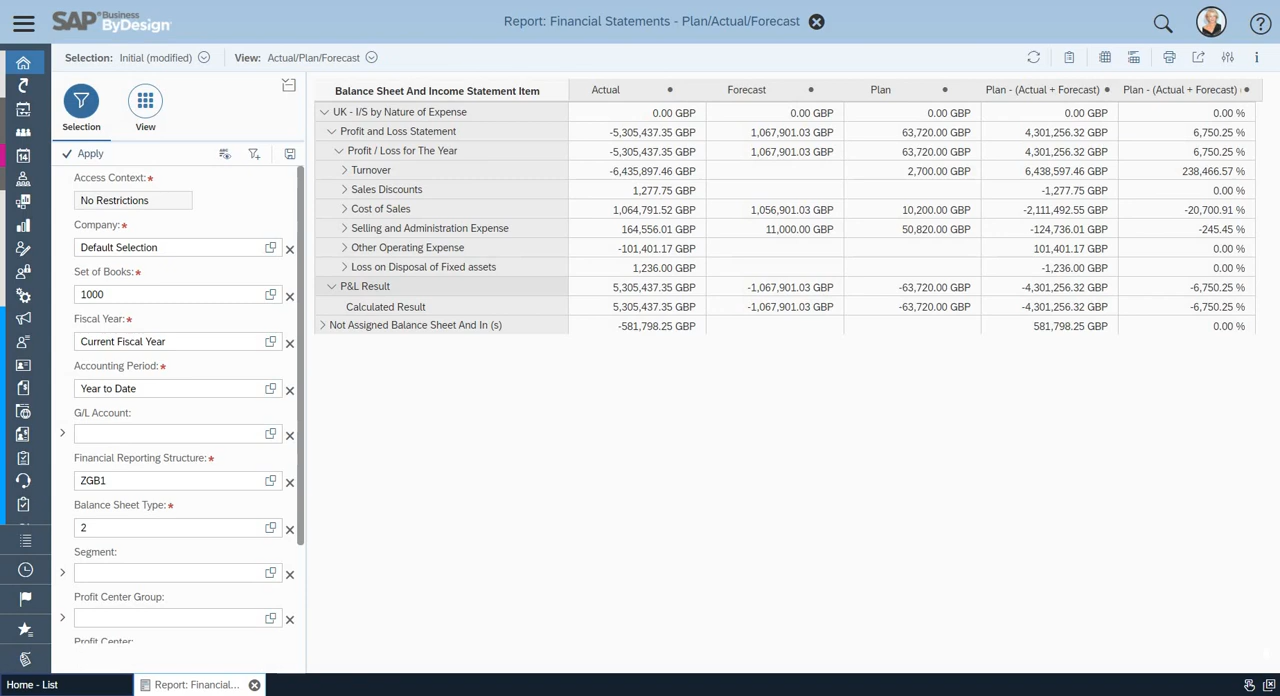 SAP Business ByDesign
Report: Financial Statements - Plan/Actual/Forecast
Selection: Initial (modified)
View: Actual/Plan/Forecast
Selection
View
Apply
Access Context:*
No Restrictions
Company:*
Default Selection
Set of Books:*
1000
Fiscal Year:*
Current Fiscal Year
Accounting Period:*
Year to Date
G/L Account:
Financial Reporting Structure:*
ZGB1
Balance Sheet Type:*
2
Segment:
Profit Center Group:
Profit Center:
14
Balance Sheet And Income Statement Item Actual Forecast Plan Plan - (Actual + Forecast) Plan - (Actual + Forecast)
UK - I/S by Nature of Expense 0.00 GBP 0.00 GBP 0.00 GBP 0.00 GBP 0.00 %
Profit and Loss Statement -5,305,437.35 GBP 1,067,901.03 GBP 63,720.00 GBP 4,301,256.32 GBP 6,750.25 %
Profit / Loss for The Year -5,305,437.35 GBP 1,067,901.03 GBP 63,720.00 GBP 4,301,256.32 GBP 6,750.25 %
Turnover -6,435,897.46 GBP 2,700.00 GBP 6,438,597.46 GBP 238,466.57 %
Sales Discounts 1,277.75 GBP -1,277.75 GBP 0.00 %
Cost of Sales 1,064,791.52 GBP 1,056,901.03 GBP 10,200.00 GBP -2,111,492.55 GBP -20,700.91 %
Selling and Administration Expense 164,556.01 GBP 11,000.00 GBP 50,820.00 GBP -124,736.01 GBP -245.45 %
Other Operating Expense -101,401.17 GBP 101,401.17 GBP 0.00 %
Loss on Disposal of Fixed assets 1,236.00 GBP -1,236.00 GBP 0.00 %
P&L Result 5,305,437.35 GBP -1,067,901.03 GBP -63,720.00 GBP -4,301,256.32 GBP -6,750.25 %
Calculated Result 5,305,437.35 GBP -1,067,901.03 GBP -63,720.00 GBP -4,301,256.32 GBP -6,750.25 %
Not Assigned Balance Sheet And In (s) -581,798.25 GBP 581,798.25 GBP 0.00 %
Home - List
Report: Financial...